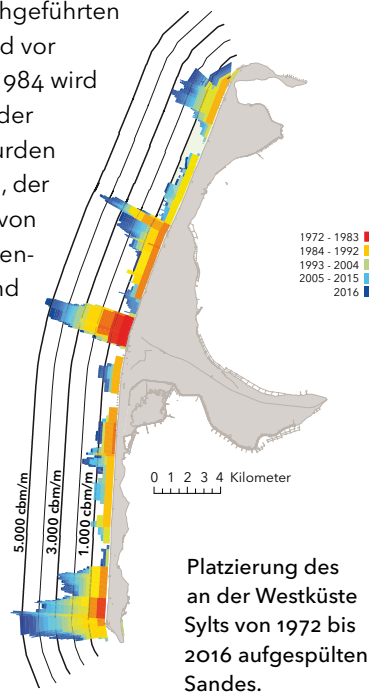 hgeführten
d vor
1984 wird
der
urden
, der
von
en-
nd
1972 - 1983
1984 - 1992
1993 - 2004
2005 - 2015
2016
0 1 2 3 4 Kilometer
5.000 cbm/m
3.000 cbm/m
1.000 cbm/m
Platzierung des
an der Westküste
Sylts von 1972 bis
2016 aufgespülten
Sandes.